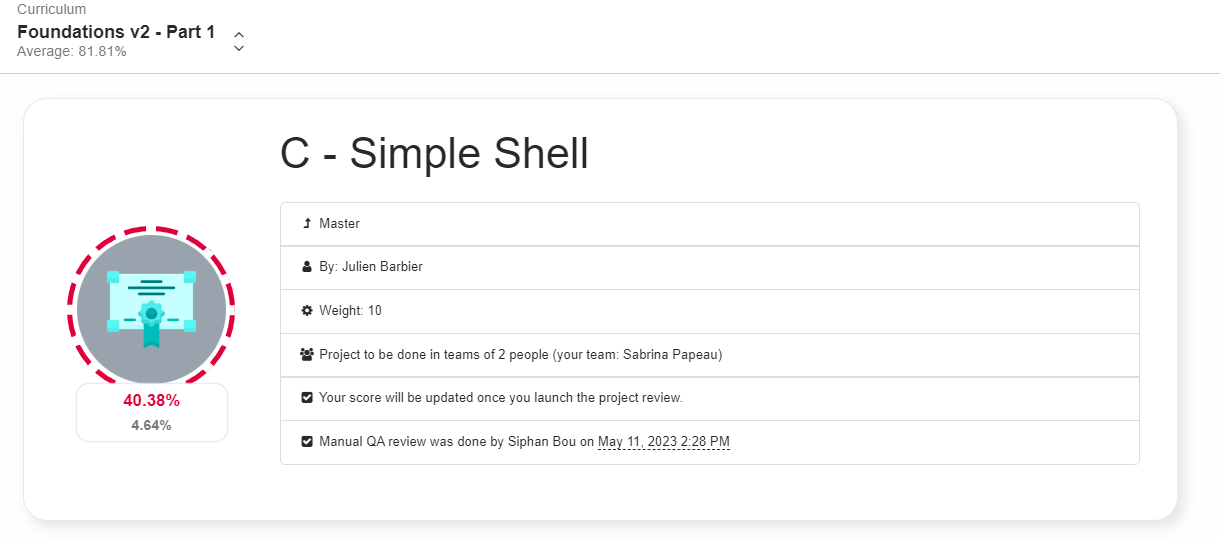 Curriculum
Foundations v2 - Part 1
Average: 81.81%
C - Simple Shell
Master
By: Julien Barbier
Weight: 10
Project to be done in teams of 2 people (your team: Sabrina Papeau)
Your score will be updated once you launch the project review.
Manual QA review was done by Siphan Bou on May 11, 2023 2:28 PM
40.38%
4.64%